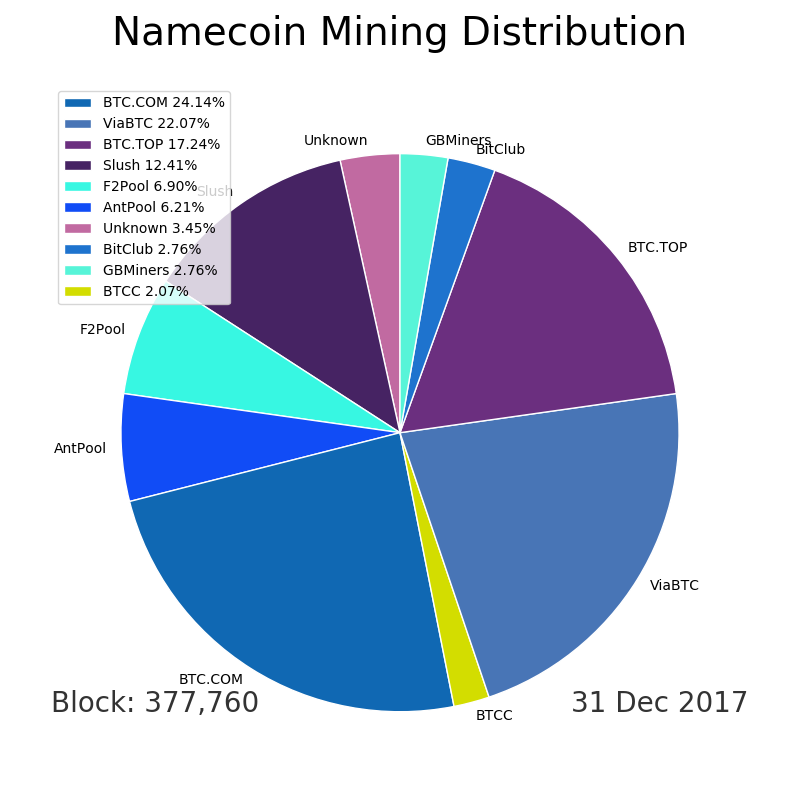 Namecoin Mining Distribution
BTC.COM 24.14%
ViaBTC 22.07%
BTC.TOP 17.24%
Slush 12.41%
F2Pool 6.90%
AntPool 6.21%
Unknown 3.45%
BitClub 2.76%
GBMiners 2.76%
BTCC 2.07%
Unknown
GBMiners
BitClub
Slush
BTC.TOP
F2Pool
AntPool
ViaBTC
BTC.COM
BTCC
Block: 377,760
31 Dec 2017